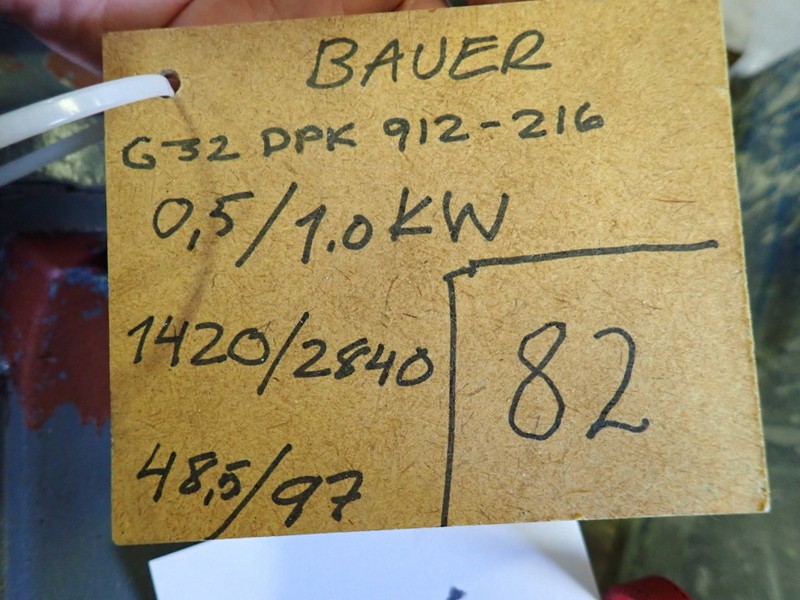 BAUER
G32 DPK 912-216
0,5/1.0 KW
1420/2840
82
48,5/97